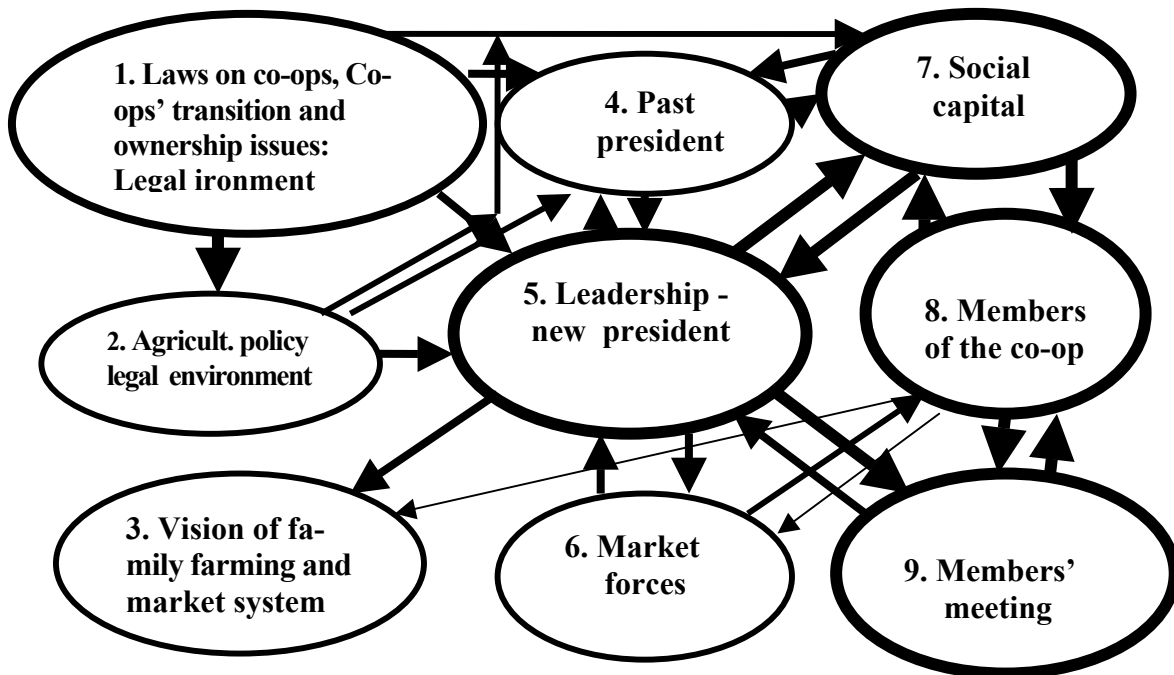 1. Laws on co-ops, Co-
ops’ transition and
ownership issues:
Legal ironment
2. Agricult. policy
legal environment
3. Vision of fa-
mily farming and
market system
4. Past
president
5. Leadership -
new president
6. Market
forces
7. Social
capital
8. Members
of the co-op
9. Members’
meeting